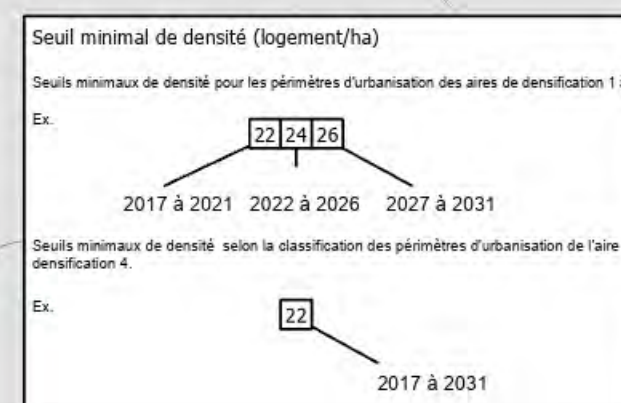 Seuil minimal de densité (logement/ha)
Seuils minimaux de densité pour les périmètres d'urbanisation des aires de densification 1
Ex.
22 24 26
2017 à 2021 2022 à 2026 2027 à 2031
Seuils minimaux de densité selon la classification des périmètres d'urbanisation de l'aire
densification 4.
Ex.
22
2017 à 2031